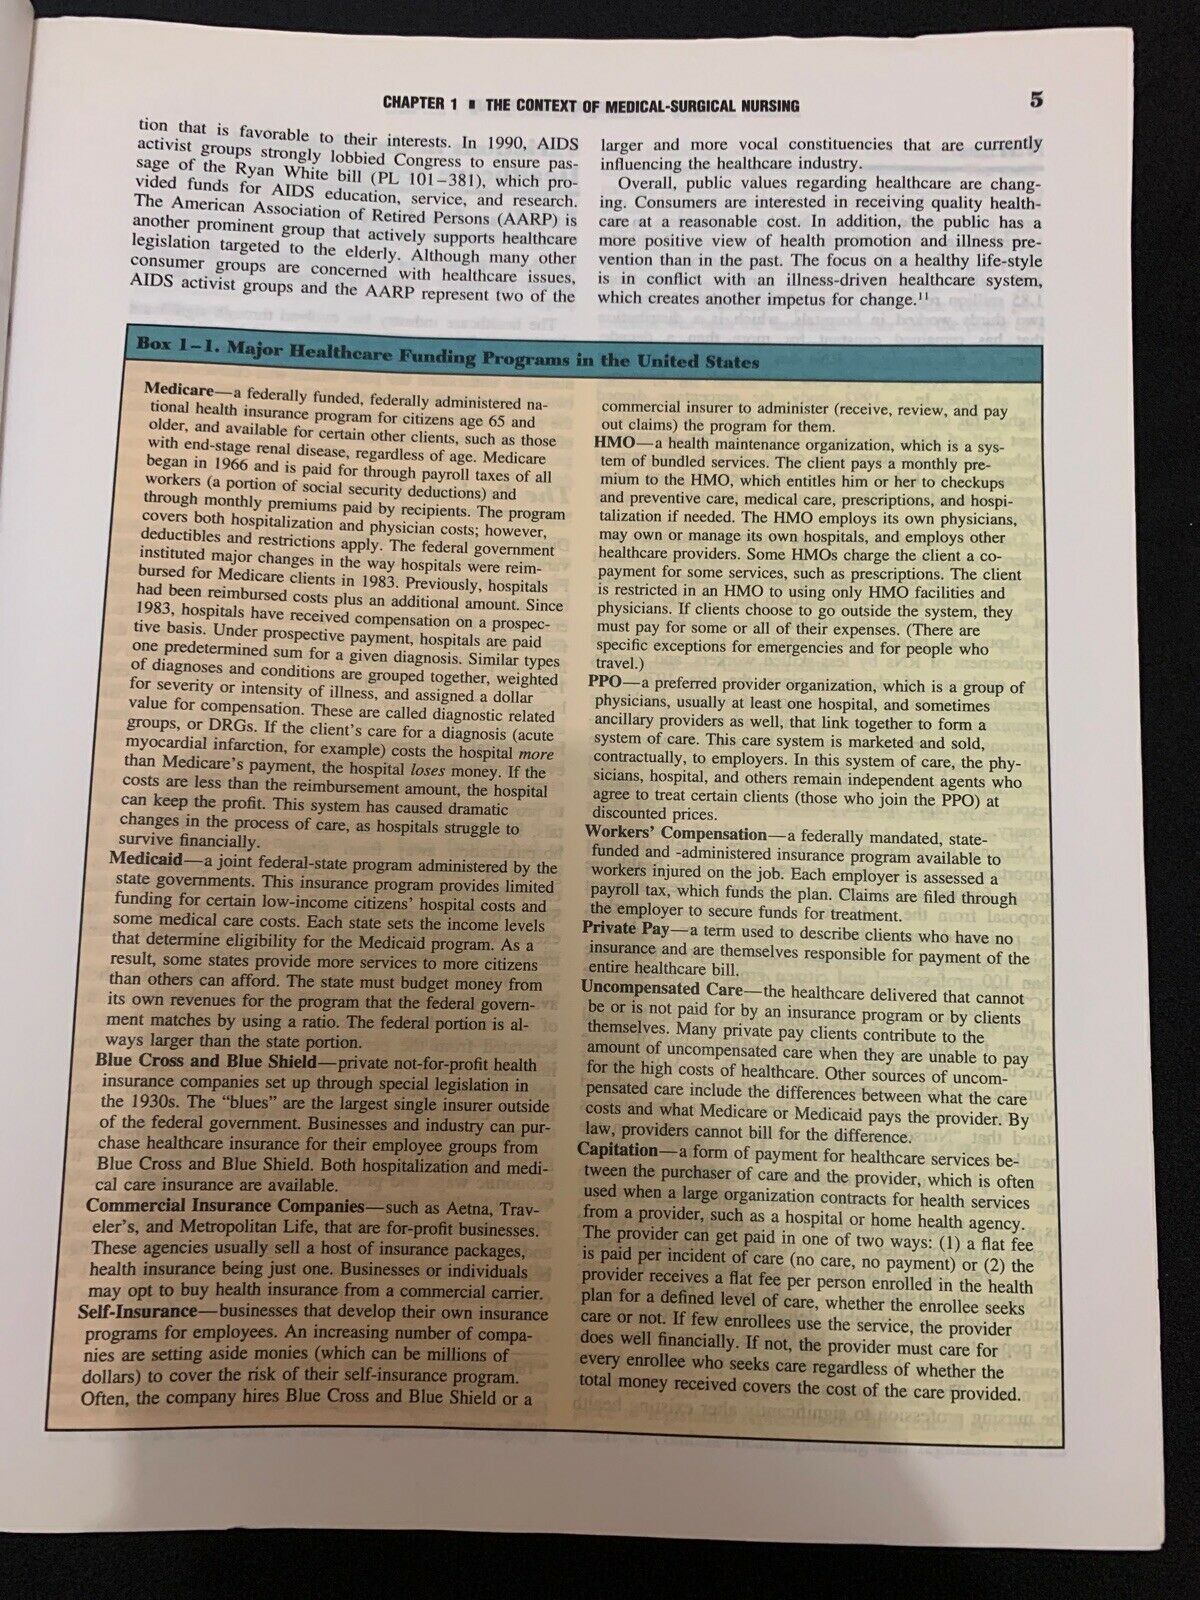 CHAPTER 1 ■ THE CONTEXT OF MEDICAL-SURGICAL NURSING
5
tion that is favorable to their interests. In 1990, AIDS
activist groups strongly lobbied Congress to ensure pas-
sage of the Ryan White bill (PL 101–381), which pro-
vided funds for AIDS education, service, and research.
The American Association of Retired Persons (AARP) is
another prominent group that actively supports healthcare
legislation targeted to the elderly. Although many other
consumer groups are concerned with healthcare issues,
AIDS activist groups and the AARP represent two of the
larger and more vocal constituencies that are currently
influencing the healthcare industry.
Overall, public values regarding healthcare are chang-
ing. Consumers are interested in receiving quality health-
care at a reasonable cost. In addition, the public has a
more positive view of health promotion and illness pre-
vention than in the past. The focus on a healthy life-style
is in conflict with an illness-driven healthcare system,
which creates another impetus for change.¹¹
Box 1–1. Major Healthcare Funding Programs in the United States
Medicare—a federally funded, federally administered na-
tional health insurance program for citizens age 65 and
older, and available for certain other clients, such as those
with end-stage renal disease, regardless of age. Medicare
began in 1966 and is paid for through payroll taxes of all
workers (a portion of social security deductions) and
through monthly premiums paid by recipients. The program
covers both hospitalization and physician costs; however,
deductibles and restrictions apply. The federal government
instituted major changes in the way hospitals were reim-
bursed for Medicare clients in 1983. Previously, hospitals
had been reimbursed costs plus an additional amount. Since
1983, hospitals have received compensation on a prospec-
tive basis. Under prospective payment, hospitals are paid
one predetermined sum for a given diagnosis. Similar types
of diagnoses and conditions are grouped together, weighted
for severity or intensity of illness, and assigned a dollar
value for compensation. These are called diagnostic related
groups, or DRGs. If the client's care for a diagnosis (acute
myocardial infarction, for example) costs the hospital more
than Medicare's payment, the hospital loses money. If the
costs are less than the reimbursement amount, the hospital
can keep the profit. This system has caused dramatic
changes in the process of care, as hospitals struggle to
survive financially.
Medicaid—a joint federal-state program administered by the
state governments. This insurance program provides limited
funding for certain low-income citizens' hospital costs and
some medical care costs. Each state sets the income levels
that determine eligibility for the Medicaid program. As a
result, some states provide more services to more citizens
than others can afford. The state must budget money from
its own revenues for the program that the federal govern-
ment matches by using a ratio. The federal portion is al-
ways larger than the state portion.
Blue Cross and Blue Shield—private not-for-profit health
insurance companies set up through special legislation in
the 1930s. The “blues” are the largest single insurer outside
of the federal government. Businesses and industry can pur-
chase healthcare insurance for their employee groups from
Blue Cross and Blue Shield. Both hospitalization and medi-
cal care insurance are available.
Commercial Insurance Companies—such as Aetna, Trav-
eler's, and Metropolitan Life, that are for-profit businesses.
These agencies usually sell a host of insurance packages,
health insurance being just one. Businesses or individuals
may opt to buy health insurance from a commercial carrier.
Self-Insurance—businesses that develop their own insurance
programs for employees. An increasing number of compa-
nies are setting aside monies (which can be millions of
dollars) to cover the risk of their self-insurance program.
Often, the company hires Blue Cross and Blue Shield or a
commercial insurer to administer (receive, review, and pay
out claims) the program for them.
HMO—a health maintenance organization, which is a sys-
tem of bundled services. The client pays a monthly pre-
mium to the HMO, which entitles him or her to checkups
and preventive care, medical care, prescriptions, and hospi-
talization if needed. The HMO employs its own physicians,
may own or manage its own hospitals, and employs other
healthcare providers. Some HMOs charge the client a co-
payment for some services, such as prescriptions. The client
is restricted in an HMO to using only HMO facilities and
physicians. If clients choose to go outside the system, they
must pay for some or all of their expenses. (There are
specific exceptions for emergencies and for people who
travel.)
PPO—a preferred provider organization, which is a group of
physicians, usually at least one hospital, and sometimes
ancillary providers as well, that link together to form a
system of care. This care system is marketed and sold,
contractually, to employers. In this system of care, the phy-
sicians, hospital, and others remain independent agents who
agree to treat certain clients (those who join the PPO) at
discounted prices.
Workers' Compensation—a federally mandated, state-
funded and -administered insurance program available to
workers injured on the job. Each employer is assessed a
payroll tax, which funds the plan. Claims are filed through
the employer to secure funds for treatment.
Private Pay—a term used to describe clients who have no
insurance and are themselves responsible for payment of the
entire healthcare bill.
Uncompensated Care—the healthcare delivered that cannot
be or is not paid for by an insurance program or by clients
themselves. Many private pay clients contribute to the
amount of uncompensated care when they are unable to pay
for the high costs of healthcare. Other sources of uncom-
pensated care include the differences between what the care
costs and what Medicare or Medicaid pays the provider. By
law, providers cannot bill for the difference.
Capitation—a form of payment for healthcare services be-
tween the purchaser of care and the provider, which is often
used when a large organization contracts for health services
from a provider, such as a hospital or home health agency.
The provider can get paid in one of two ways: (1) a flat fee
is paid per incident of care (no care, no payment) or (2) the
provider receives a flat fee per person enrolled in the health
plan for a defined level of care, whether the enrollee seeks
care or not. If few enrollees use the service, the provider
does well financially. If not, the provider must care for
every enrollee who seeks care regardless of whether the
total money received covers the cost of the care provided.